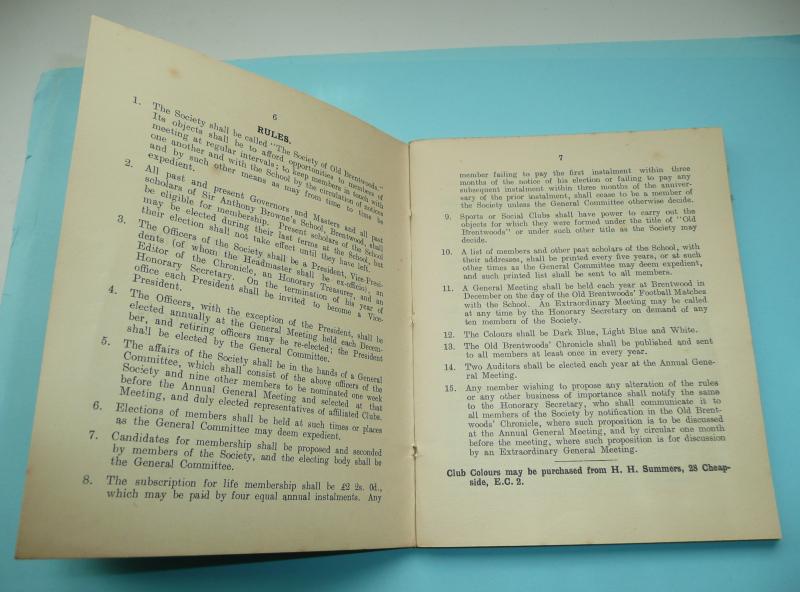 6
RULES.
1. The Society shall be called "The Society of Old Brentwoods."
Its objects shall be to afford opportunities to members of
meeting at regular intervals; to keep members in touch with
one another and with the School by the circulation of notices
and by such other means as may from time to time be
expedient.
2. All past and present Governors and Masters and all past
scholars of Sir Anthony Browne's School, Brentwood, shall
be eligible for membership. Present scholars of the School
may be elected during their last terms at the School, but
their election shall not take effect until they have left.
3. The Officers of the Society shall be a President, Vice-Presi-
dents (of whom the Headmaster shall be ex-officio), an
Editor of the Chronicle, an Honorary Treasurer, and an
Honorary Secretary. On the termination of his year of
office each President shall be invited to become a Vice-
President.
4. The Officers, with the exception of the President, shall be
elected annually at the General Meeting held each Decem-
ber, and retiring officers may be re-elected; the President
shall be elected by the General Committee.
5. The affairs of the Society shall be in the hands of a General
Committee, which shall consist of the above officers of the
Society and nine other members to be nominated one week
before the Annual General Meeting and selected at that
Meeting, and duly elected representatives of affiliated Clubs.
6. Elections of members shall be held at such times or places
as the General Committee may deem expedient.
7. Candidates for membership shall be proposed and seconded
by members of the Society, and the electing body shall be
the General Committee.
8. The subscription for life membership shall be £2 2s. 0d.,
which may be paid by four equal annual instalments. Any
7
member failing to pay the first instalment within three
months of the notice of his election or failing to pay any
subsequent instalment within three months of the anniver-
sary of the prior instalment, shall cease to be a member of
the Society unless the General Committee otherwise decide.
9. Sports or Social Clubs shall have power to carry out the
objects for which they were formed under the title of "Old
Brentwoods" or under such other title as the Society may
decide.
10. A list of members and other past scholars of the School, with
their addresses, shall be printed every five years, or at such
other times as the General Committee may deem expedient,
and such printed list shall be sent to all members.
11. A General Meeting shall be held each year at Brentwood in
December on the day of the Old Brentwoods' Football Matches
with the School. An Extraordinary Meeting may be called
at any time by the Honorary Secretary on demand of any
ten members of the Society.
12. The Colours shall be Dark Blue, Light Blue and White.
13. The Old Brentwoods' Chronicle shall be published and sent
to all members at least once in every year.
14. Two Auditors shall be elected each year at the Annual Gene-
ral Meeting.
15. Any member wishing to propose any alteration of the rules
or any other business of importance shall notify the same
to the Honorary Secretary, who shall communicate it to
all members of the Society by notification in the Old Brent-
woods' Chronicle, where such proposition is to be discussed
at the Annual General Meeting, and by circular one month
before the meeting, where such proposition is for discussion
by an Extraordinary General Meeting.
Club Colours may be purchased from H. H. Summers, 28 Cheap-
side, E.C. 2.